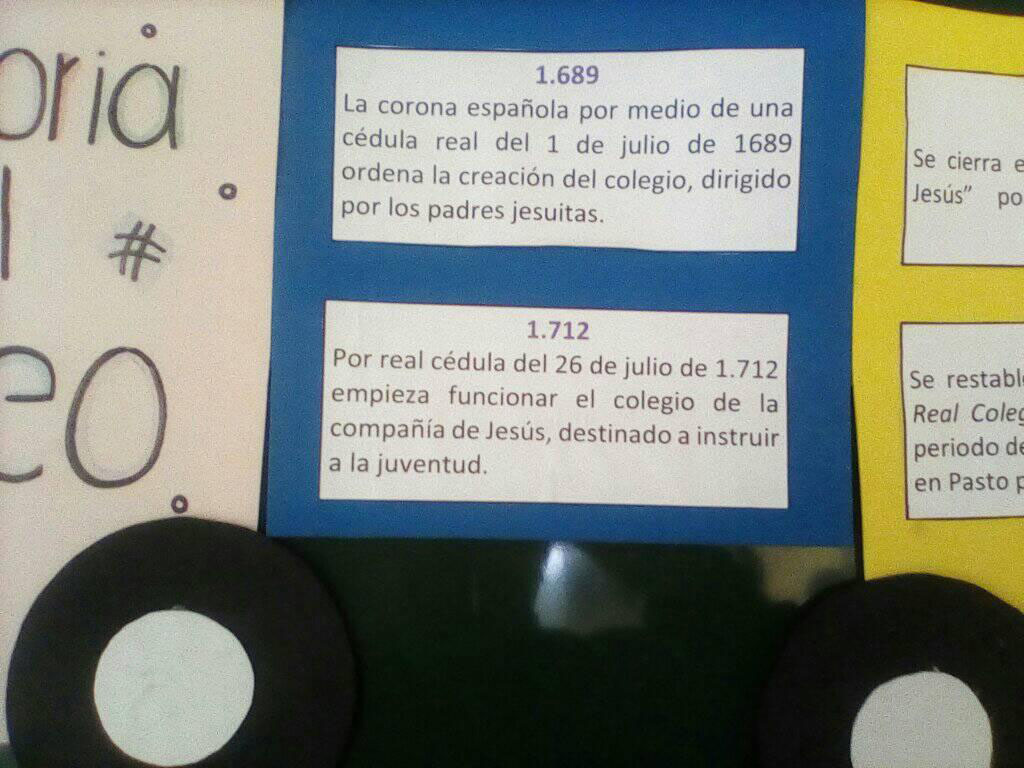 oria
#
eo
1.689
La corona española por medio de una
cédula real del 1 de julio de 1689
ordena la creación del colegio, dirigido
por los padres jesuitas.
1.712
Por real cédula del 26 de julio de 1.712
empieza funcionar el colegio de la
compañía de Jesús, destinado a instruir
a la juventud.
Se cierra e
Jesús" po
Se restabl
Real Coleg
periodo de
en Pasto p